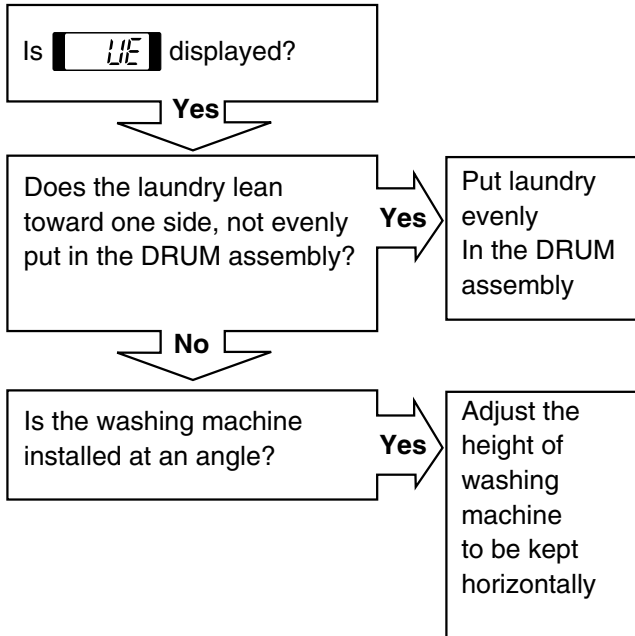 Is UE displayed?
Yes
Does the laundry lean
toward one side, not evenly
put in the DRUM assembly?
Yes
Put laundry
evenly
In the DRUM
assembly
No
Is the washing machine
installed at an angle?
Yes
Adjust the
height of
washing
machine
to be kept
horizontally